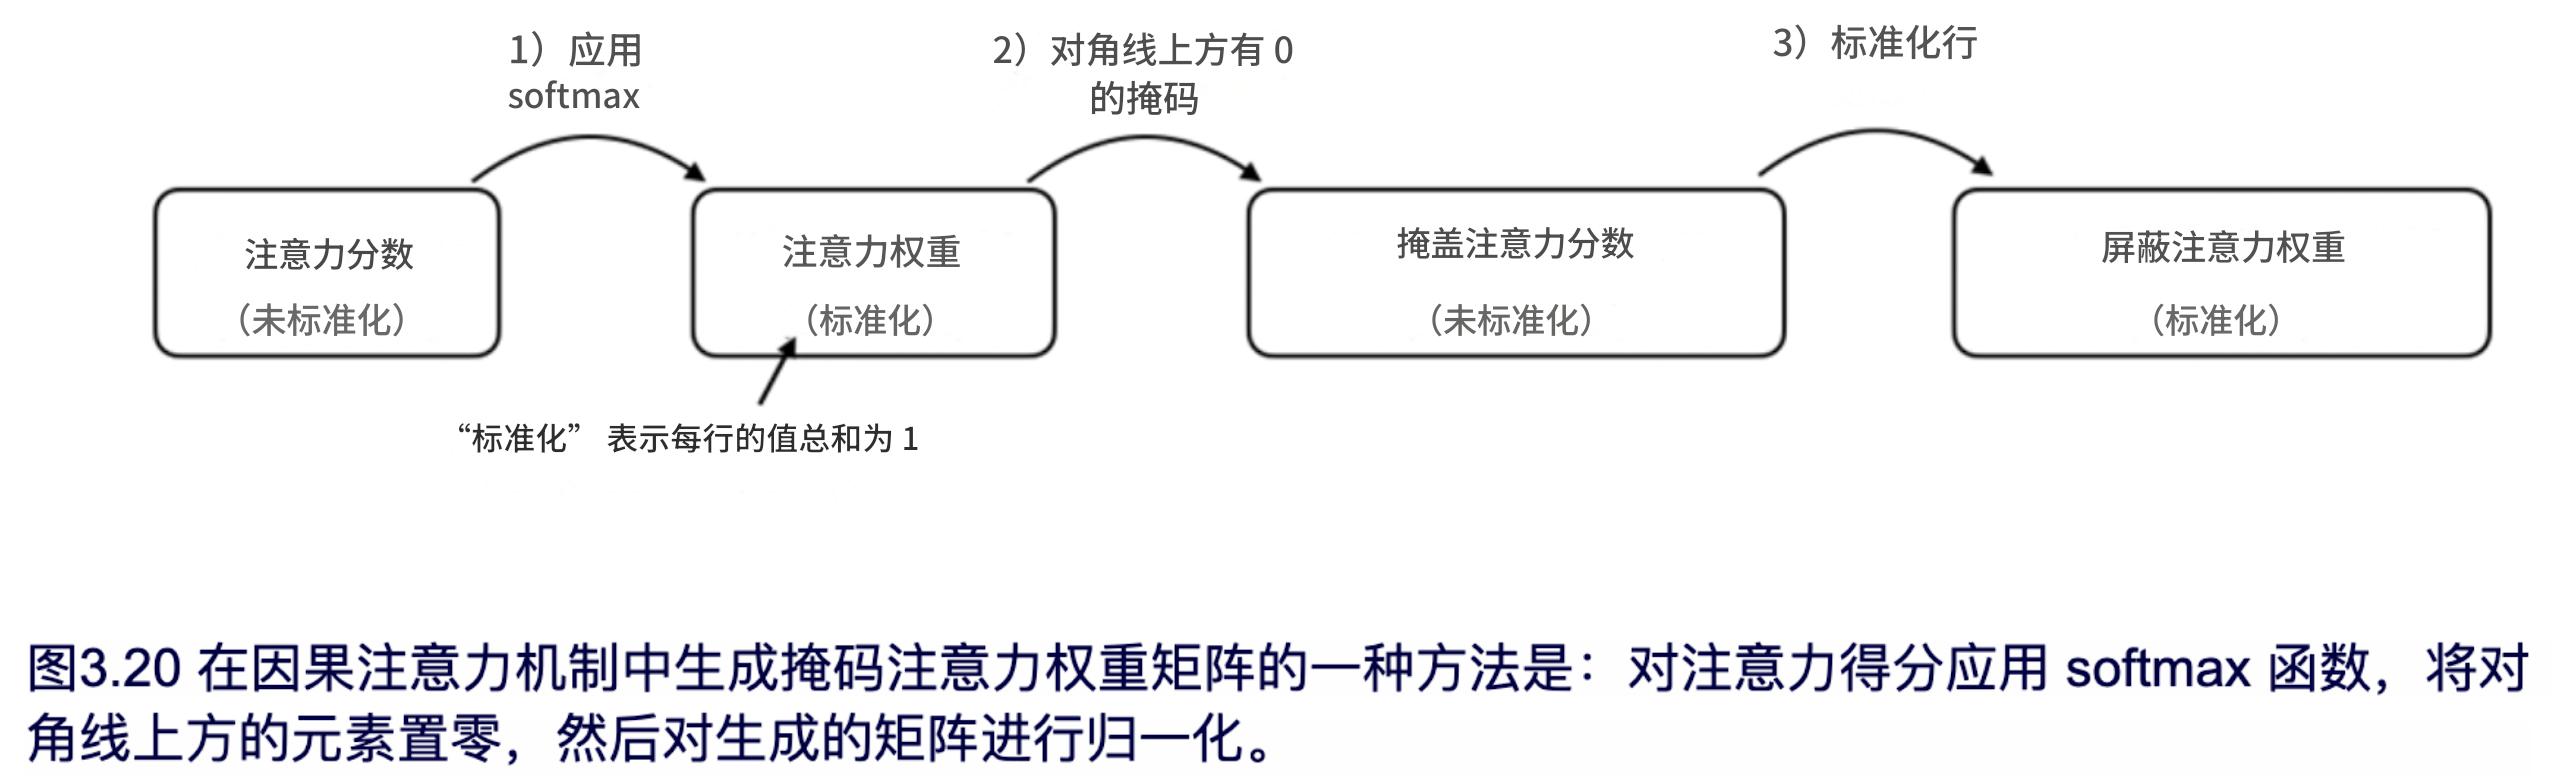 1）应用
softmax
2）对角线上方有 0
的掩码
3）标准化行
注意力分数
（未标准化）
注意力权重
（标准化）
掩盖注意力分数
（未标准化）
屏蔽注意力权重
（标准化）
“标准化” 表示每行的值总和为 1
图3.20 在因果注意力机制中生成掩码注意力权重矩阵的一种方法是：对注意力得分应用 softmax 函数，将对
角线上方的元素置零，然后对生成的矩阵进行归一化。